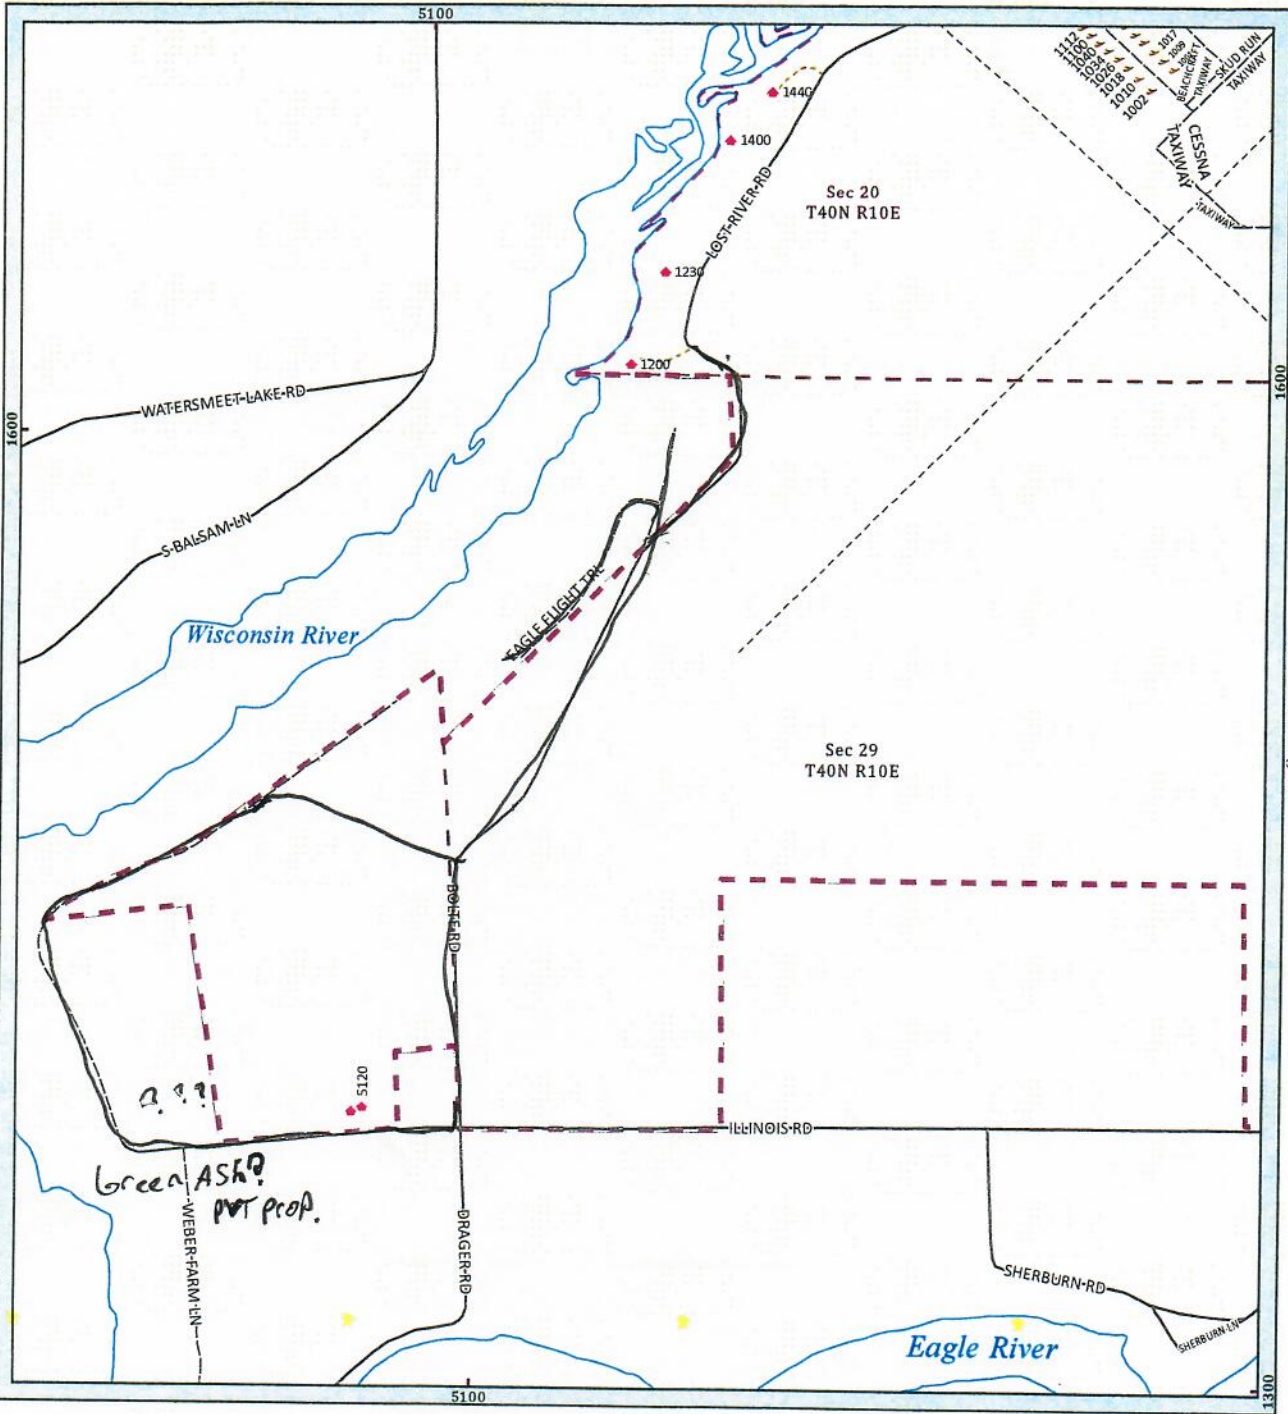 5100
1112
1100
1040
1034
1026
1018
1010
1002
1017
1009
BEACHCRAFT
TAXIWAY
SKUD RUN
TAXIWAY
CESSNA
TAXIWAY
TAXIWAY
1440
1400
LOST RIVER RD
Sec 20
T40N R10E
1230
1200
1600
WATERSMEET LAKE RD
1600
S BALSAM LN
EAGLE FLIGHT TRL
Wisconsin River
Sec 29
T40N R10E
BOLTE RD
5120
? ? ?
ILLINOIS RD
Green ASh?
PVT prop.
WEBER FARM LN
DRAGER RD
SHERBURN RD
SHERBURN LN
Eagle River
5100
1300